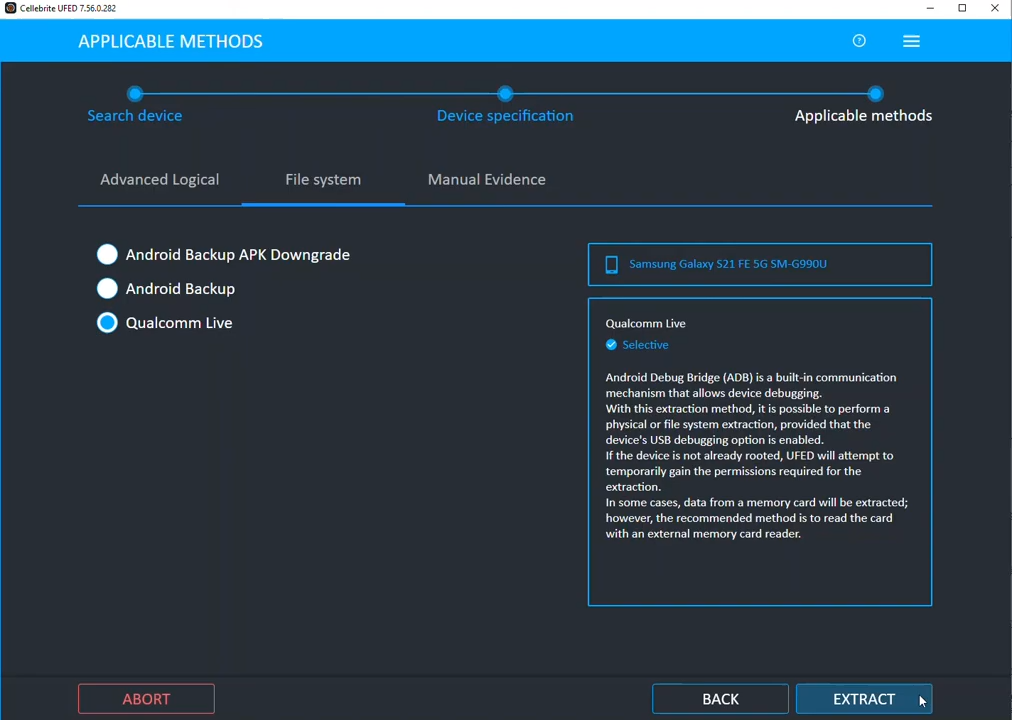 Cellebrite UFED 7.56.0.282
APPLICABLE METHODS
?
Search device
Device specification
Applicable methods
Advanced Logical
File system
Manual Evidence
Android Backup APK Downgrade
Android Backup
Qualcomm Live
Samsung Galaxy S21 FE 5G SM-G990U
Qualcomm Live
Selective
Android Debug Bridge (ADB) is a built-in communication
mechanism that allows device debugging.
With this extraction method, it is possible to perform a
physical or file system extraction, provided that the
device's USB debugging option is enabled.
If the device is not already rooted, UFED will attempt to
temporarily gain the permissions required for the
extraction.
In some cases, data from a memory card will be extracted;
however, the recommended method is to read the card
with an external memory card reader.
ABORT
BACK
EXTRACT